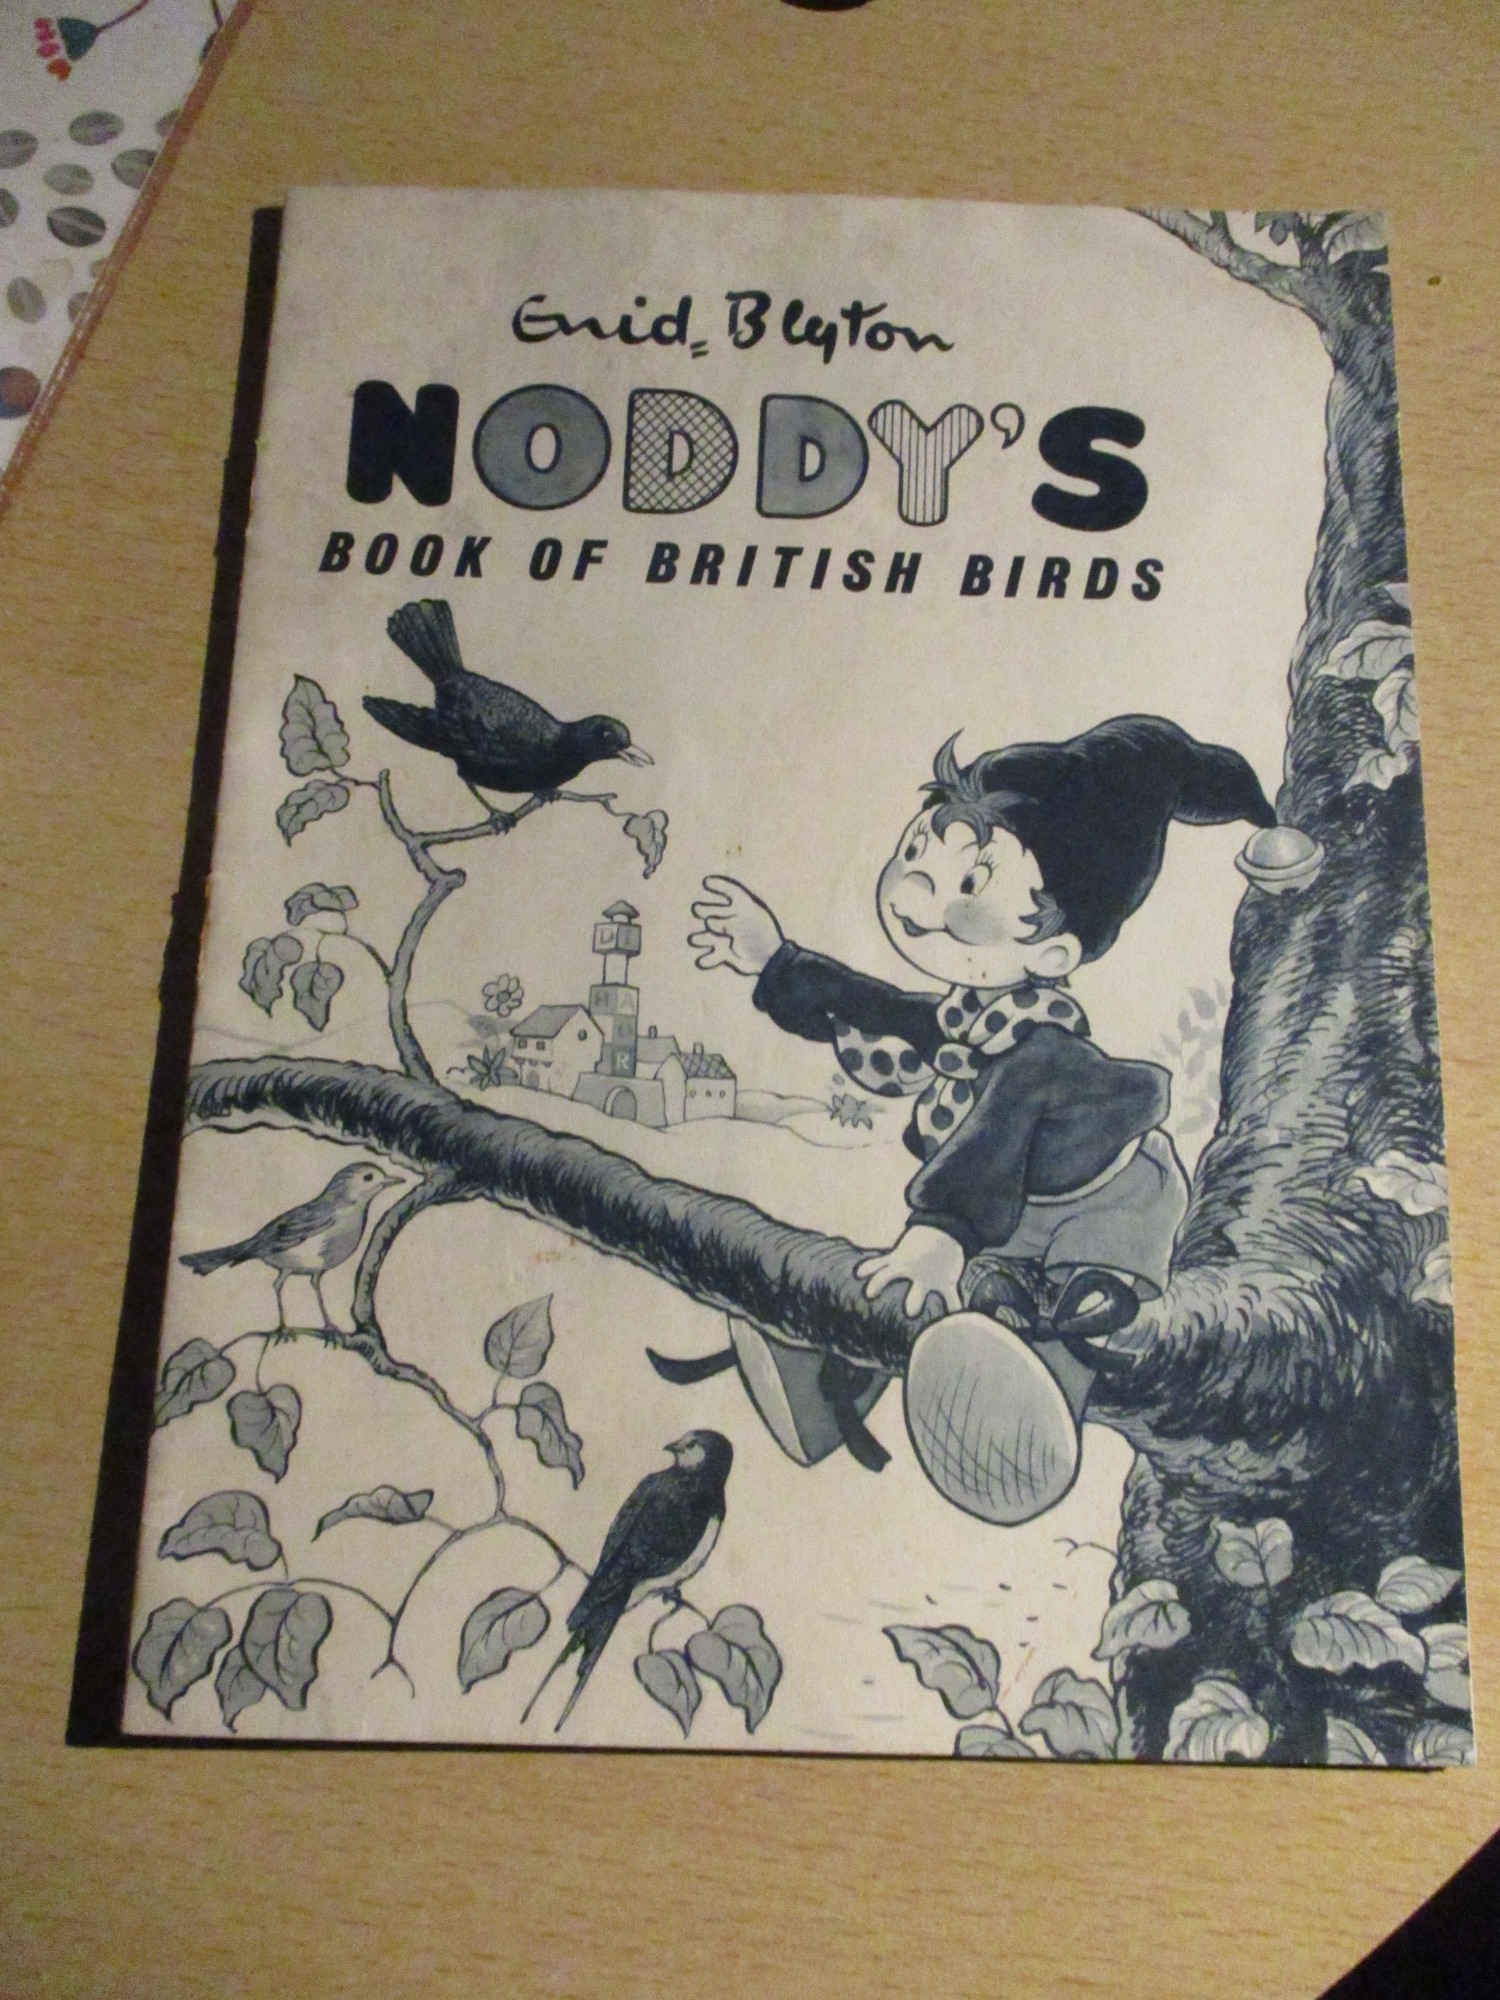 Enid Blyton
NODDY'S
BOOK OF BRITISH BIRDS